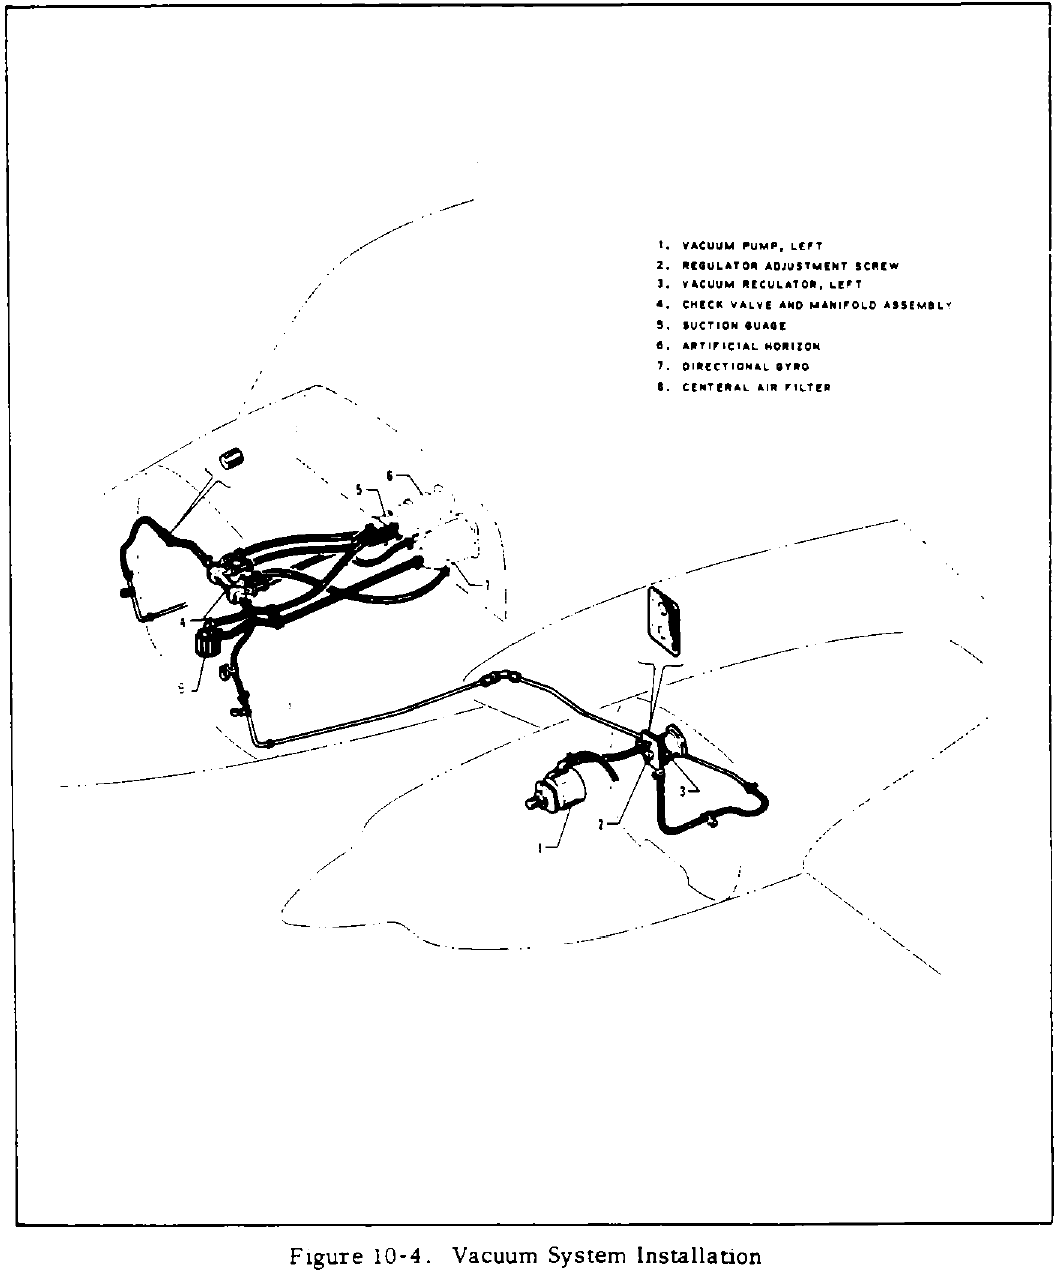 1. VACUUM PUMP, LEFT
2. REGULATOR ADJUSTMENT SCREW
3. VACUUM REGULATOR, LEFT
4. CHECK VALVE AND MANIFOLD ASSEMBLY
5. SUCTION GUAGE
6. ARTIFICIAL HORIZON
7. DIRECTIONAL GYRO
8. CENTERAL AIR FILTER
6
5
7
4
3
2
1
Figure 10-4. Vacuum System Installation